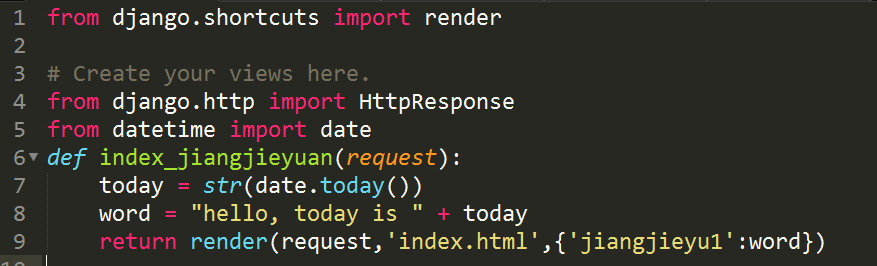 1 from django.shortcuts import render
2
3 # Create your views here.
4 from django.http import HttpResponse
5 from datetime import date
6 def index_jiangjieyuan(request):
7     today = str(date.today())
8     word = "hello, today is " + today
9     return render(request,'index.html',{'jiangjieyu1':word})
10